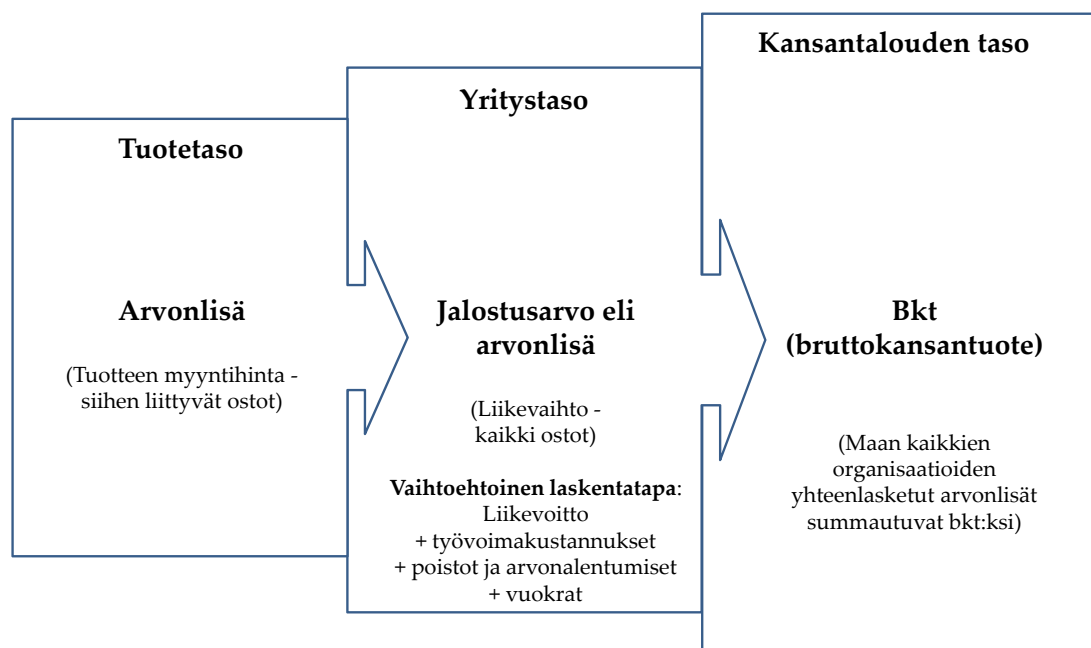 Tuotetaso
Arvonlisä
(Tuotteen myyntihinta -
siihen liittyvät ostot)
Yritystaso
Jalostusarvo eli
arvonlisä
(Liikevaihto -
kaikki ostot)
Vaihtoehtoinen laskentatapa:
Liikevoitto
+ työvoimakustannukset
+ poistot ja arvonalentumiset
+ vuokrat
Kansantalouden taso
Bkt
(bruttokansantuote)
(Maan kaikkien
organisaatioiden
yhteenlasketut arvonlisät
summautuvat bkt:ksi)